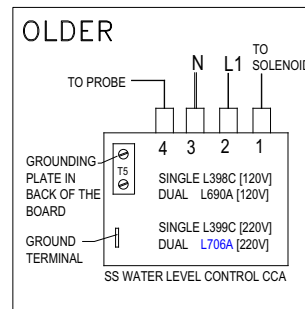 OLDER
TO PROBE
N
L1
TO
SOLENOID
4
3
2
1
GROUNDING
PLATE IN
BACK OF THE
BOARD
T5
SINGLE L398C [120V]
DUAL L690A [120V]
GROUND
TERMINAL
SINGLE L399C [220V]
DUAL L706A [220V]
SS WATER LEVEL CONTROL CCA